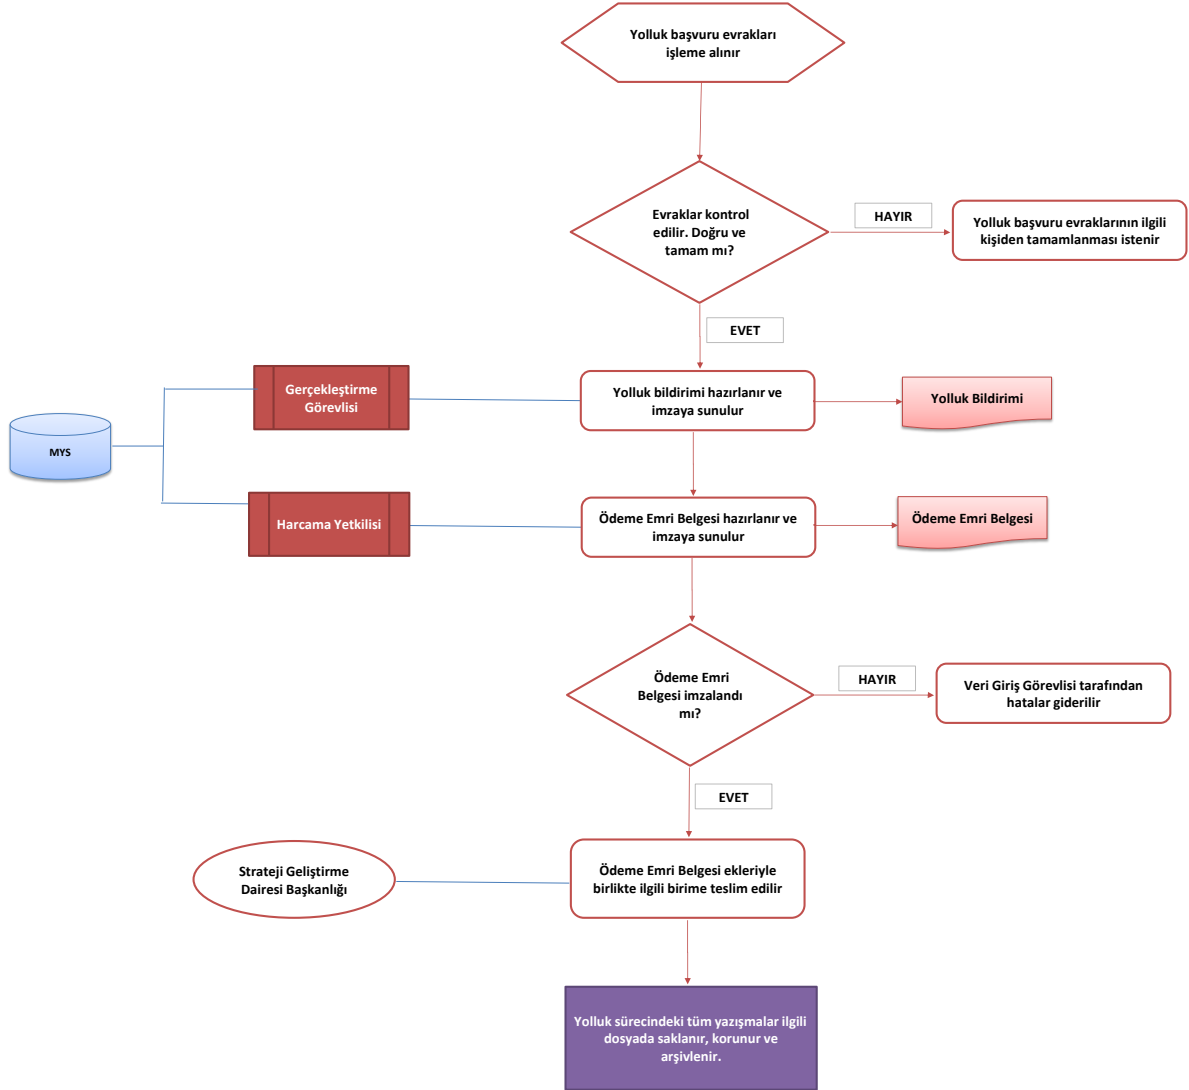 Yolluk başvuru evrakları
işleme alınır
Evraklar kontrol
edilir. Doğru ve
tamam mı?
HAYIR
Yolluk başvuru evraklarının ilgili
kişiden tamamlanması istenir
EVET
Gerçekleştirme
Görevlisi
Yolluk bildirimi hazırlanır ve
imzaya sunulur
Yolluk Bildirimi
MYS
Harcama Yetkilisi
Ödeme Emri Belgesi hazırlanır ve
imzaya sunulur
Ödeme Emri Belgesi
Ödeme Emri
Belgesi imzalandı
mı?
HAYIR
Veri Giriş Görevlisi tarafından
hatalar giderilir
EVET
Strateji Geliştirme
Dairesi Başkanlığı
Ödeme Emri Belgesi ekleriyle
birlikte ilgili birime teslim edilir
Yolluk sürecindeki tüm yazışmalar ilgili
dosyada saklanır, korunur ve
arşivlenir.